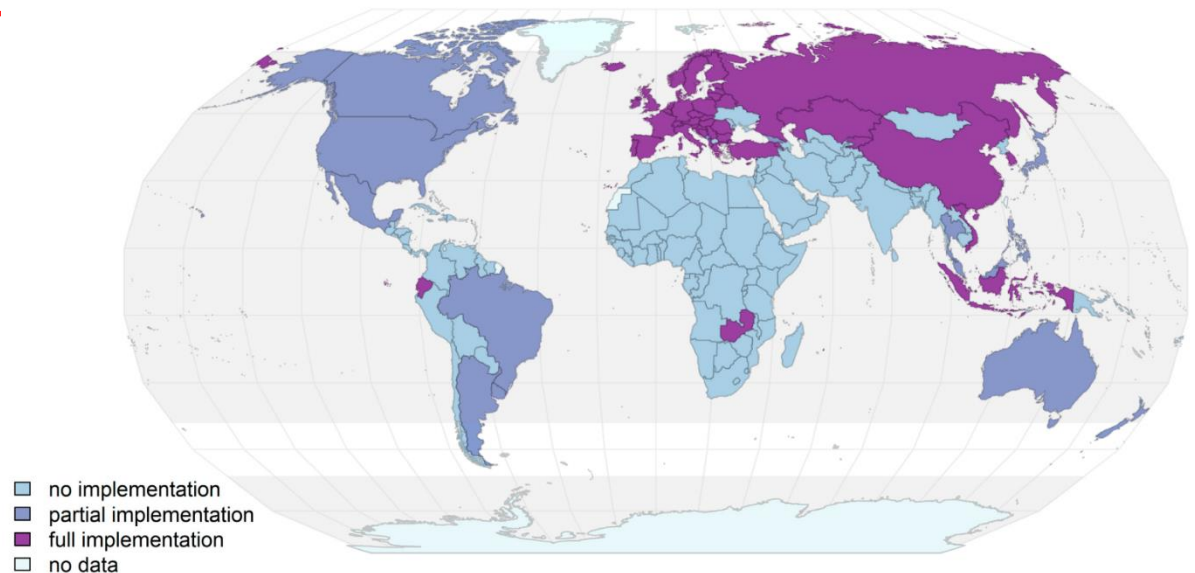 no implementation
partial implementation
full implementation
no data